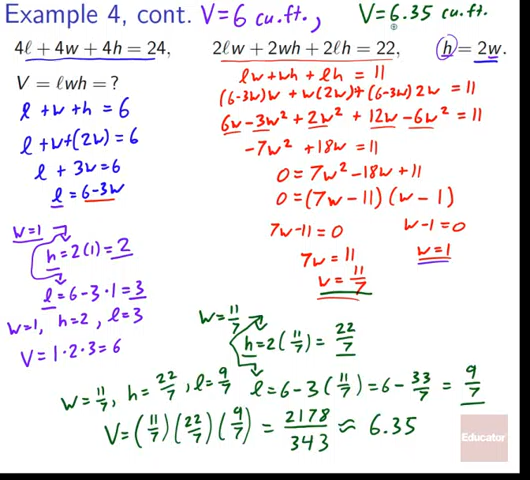 Example 4, cont. V=6 cu.ft., V=6.35 cu.ft.
4ℓ + 4w + 4h = 24, 2ℓw + 2wh + 2ℓh = 22, h = 2w.
V = ℓwh = ?
ℓ + w + h = 6
ℓ + w + (2w) = 6
ℓ + 3w = 6
ℓ = 6-3w
ℓw + wh + ℓh = 11
(6-3w)w + w(2w) + (6-3w)2w = 11
6w - 3w² + 2w² + 12w - 6w² = 11
-7w² + 18w = 11
0 = 7w² - 18w + 11
0 = (7w - 11)(w - 1)
7w - 11 = 0 w - 1 = 0
7w = 11 w = 1
w = 11/7
w=1
h = 2(1) = 2
ℓ = 6 - 3·1 = 3
w=1, h=2, ℓ=3
V = 1·2·3 = 6
w = 11/7
h = 2(11/7) = 22/7
ℓ = 6 - 3(11/7) = 6 - 33/7 = 9/7
w = 11/7, h = 22/7, ℓ = 9/7
V = (11/7)(22/7)(9/7) = 2178/343 ≈ 6.35
Educator